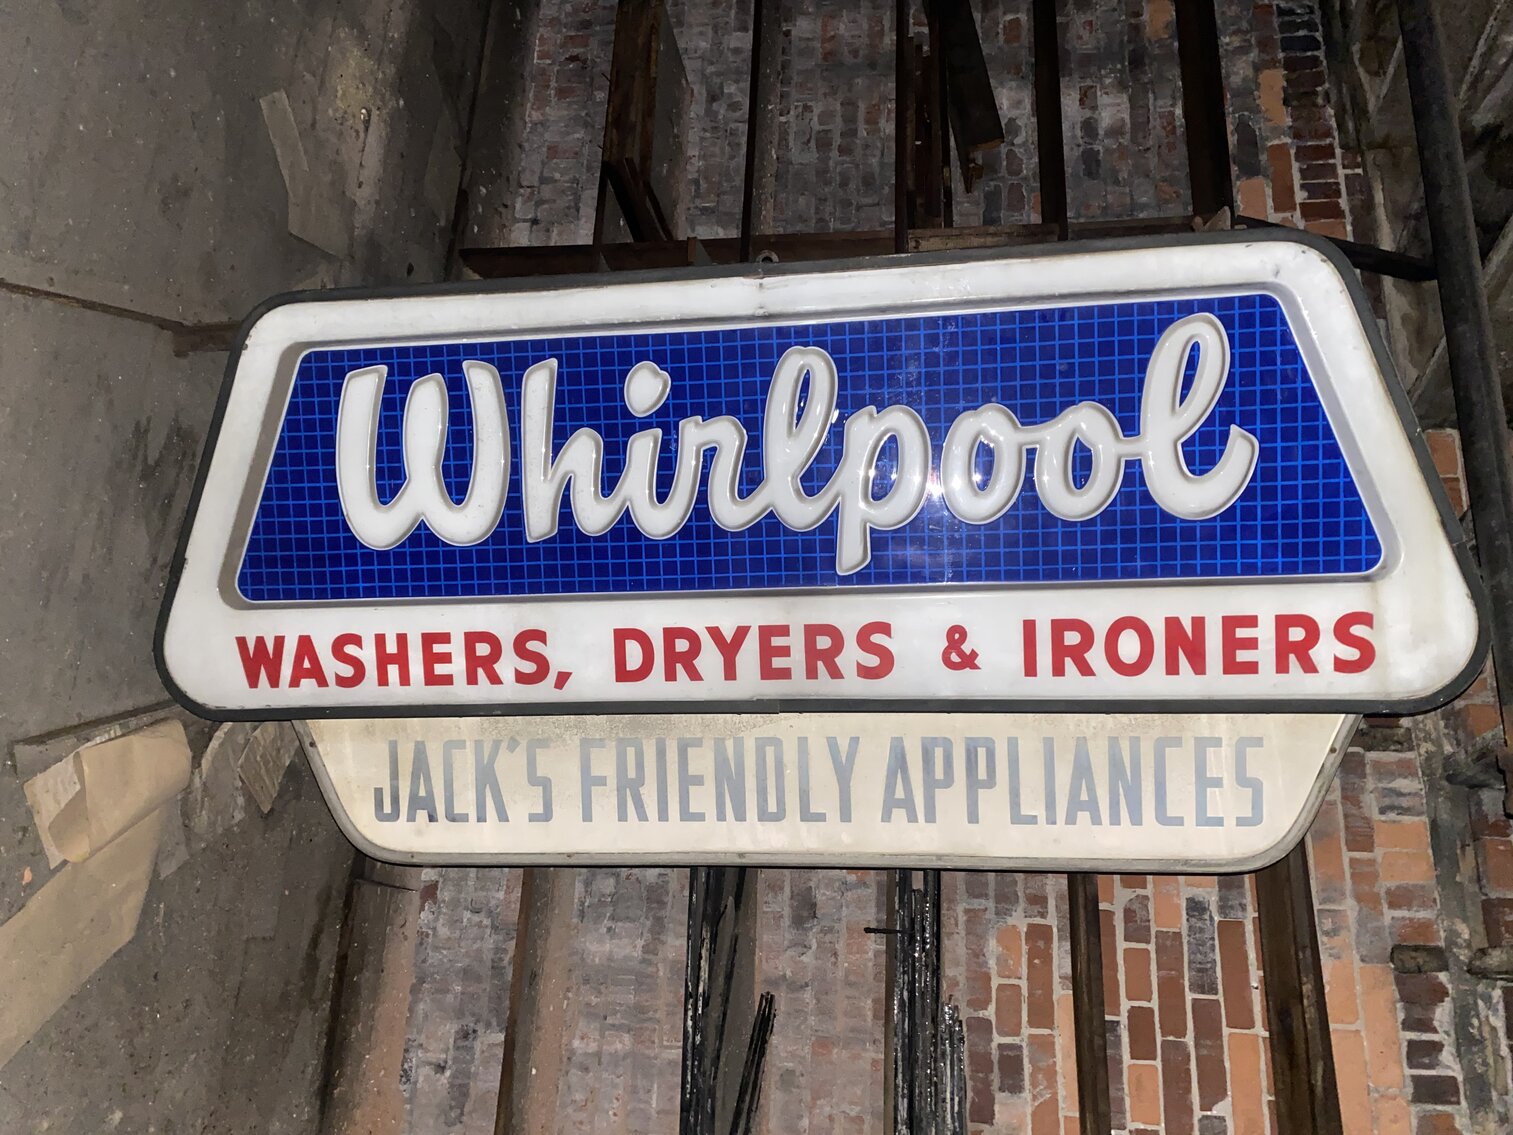 Whirlpool
WASHERS, DRYERS & IRONERS
JACK'S FRIENDLY APPLIANCES